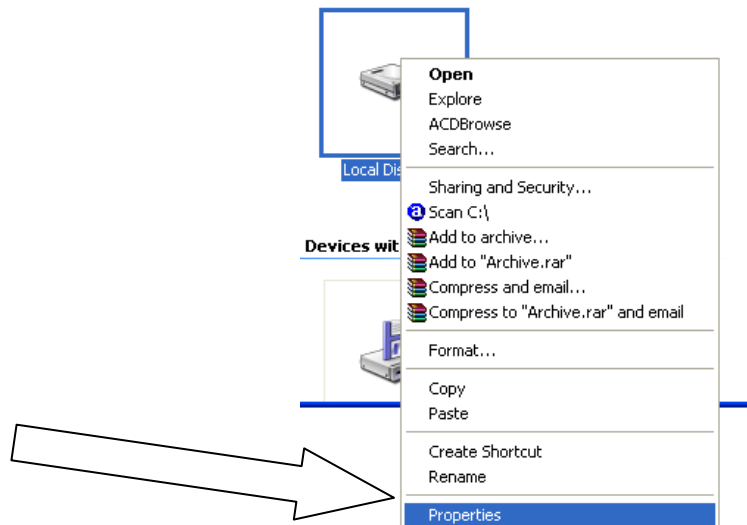 Open
Explore
ACDBrowse
Search...
Local Dis
Sharing and Security...
Scan C:\
Add to archive...
Devices wit
Add to "Archive.rar"
Compress and email...
Compress to "Archive.rar" and email
Format...
Copy
Paste
Create Shortcut
Rename
Properties